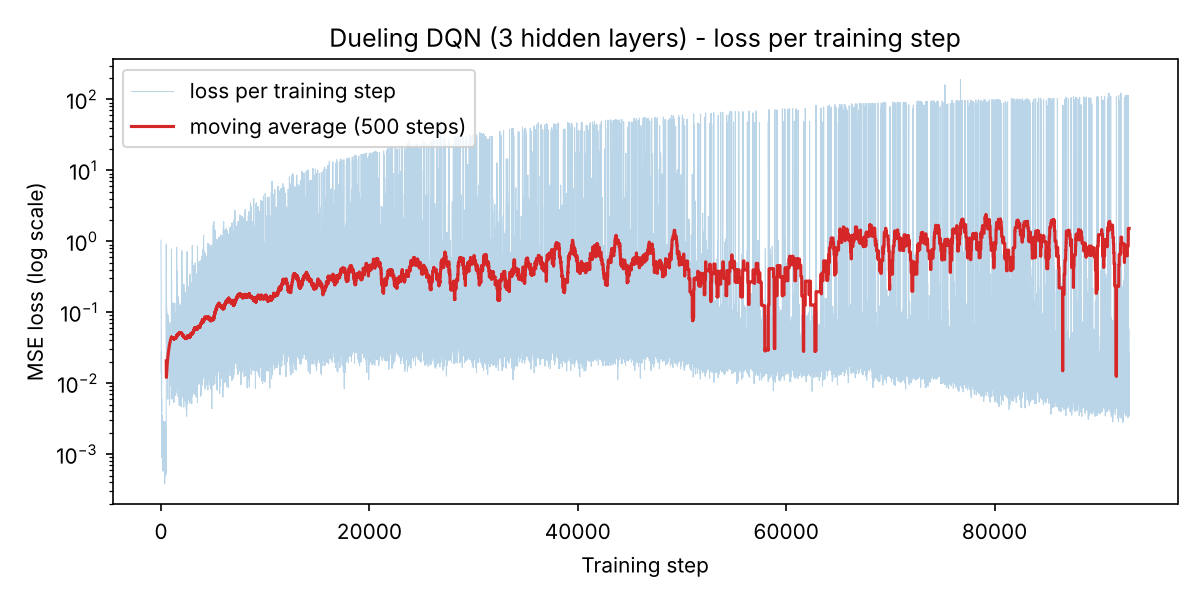 Dueling DQN (3 hidden layers) - loss per training step
loss per training step
moving average (500 steps)
MSE loss (log scale)
10²
10¹
10⁰
10⁻¹
10⁻²
10⁻³
0 20000 40000 60000 80000
Training step